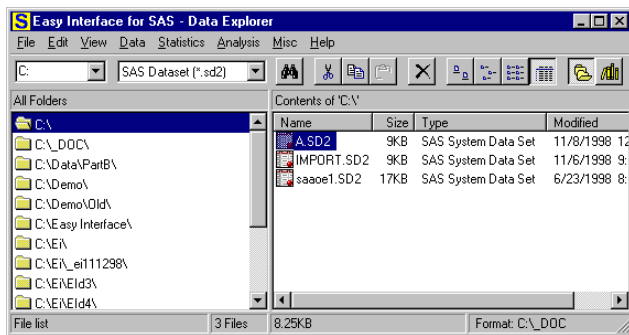 Easy Interface for SAS - Data Explorer
File Edit View Data Statistics Analysis Misc Help
C: SAS Dataset (*.sd2)
All Folders Contents of 'C:\'
Name Size Type Modified
C:\
C:\_DOC\
C:\Data\PartB\
C:\Demo\
C:\Demo\Old\
C:\Easy Interface\
C:\Ei\
C:\Ei\_ei111298\
C:\Ei\EId3\
C:\Ei\EId4\
A.SD2 9KB SAS System Data Set 11/8/1998 12
IMPORT.SD2 9KB SAS System Data Set 11/6/1998 9:
saaoe1.SD2 17KB SAS System Data Set 6/23/1998 8:
File list 3 Files 8.25KB Format: C:\_DOC